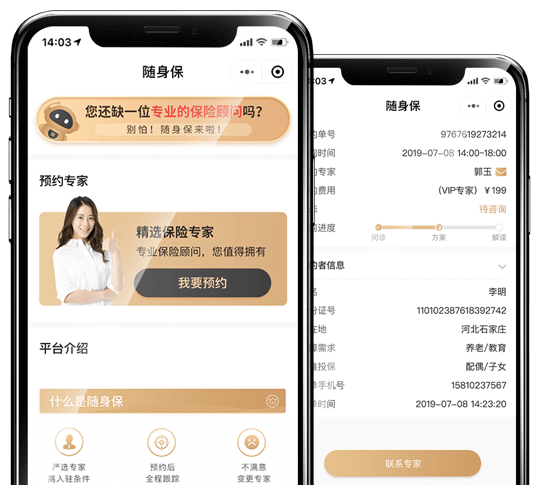 14:03
随身保
您还缺一位专业的保险顾问吗？
别怕！随身保来啦！
预约专家
精选保险专家
专业保险顾问，您值得拥有
我要预约
平台介绍
什么是随身保
严选专家
高入驻条件
预约后
全程跟踪
不满意
变更专家
:03
随身保
约单号 9767619273214
时间 2019-07-08 14:00~18:00
约专家 郭玉
费用 (VIP专家) ¥199
待咨询
进度
问诊 方案 解读
约者信息
名 李明
份证号 110102387618392742
在地 河北石家庄
需求 养老/教育
投保 配偶/子女
手机号 15810237567
时间 2019-07-08 14:23:20
联系专家